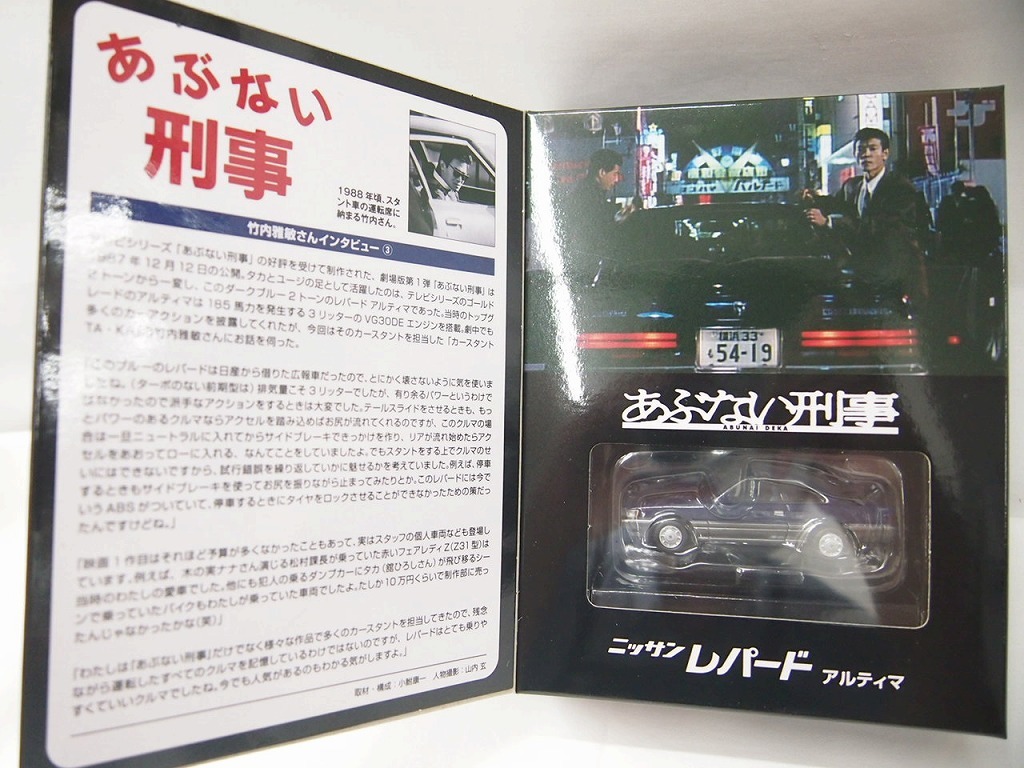 あぶない
刑事
1988年頃、スタ
ント車の運転席に
納まる竹内さん。
竹内雅敏さんインタビュー③
ビシリーズ「あぶない刑事」の好評を受けて制作された、劇場版第1弾「あぶない刑事」は
87年12月12日の公開。タカとユージの足として活躍したのは、テレビシリーズのゴールド
2トーンから一変し、このダークブルー2トーンのレパード アルティマであった。当時のトップグ
レードのアルティマは185馬力を発生する3リッターのVG30DEエンジンを搭載。劇中でも
多くのカーアクションを披露してくれたが、今回はそのカースタントを担当した「カースタント
TA・KA」の竹内雅敏さんにお話を伺った。
「このブルーのレパードは日産から借りた広報車だったので、とにかく壊さないように気を使いま
したね。(ターボのない前期型は)排気量こそ3リッターでしたが、有り余るパワーというわけで
はなかったので派手なアクションをするときは大変でした。テールスライドをさせるときも、もっ
とパワーのあるクルマならアクセルを踏み込めばお尻が流れてくれるのですが、このクルマの場
合は一旦ニュートラルに入れてからサイドブレーキできっかけを作り、リアが流れ始めたらアク
セルをあおってローに入れる、なんてことをしていましたよ。でもスタントをする上でクルマのせ
いにはできないですから、試行錯誤を繰り返していかに魅せるかを考えていました。例えば、停車
するときもサイドブレーキを使ってお尻を振りながら止まってみたりとか。このレパードには今で
いうABSがついていて、停車するときにタイヤをロックさせることができなかったための策だっ
たんですけどね。」
「映画1作目はそれほど予算が多くなかったこともあって、実はスタッフの個人車両なども登場し
ています。例えば、木の実ナナさん演じる松村課長が乗っていた赤いフェアレディZ(Z31型)は
当時のわたしの愛車でした。他にも犯人の乗るダンプカーにタカ(舘ひろしさん)が飛び移るシー
ンで乗っていたバイクもわたしが乗っていた車両でしたよ。たしか10万円くらいで制作部に売っ
たんじゃなかったかな(笑)」
「わたしは「あぶない刑事」だけでなく様々な作品で多くのカースタントを担当してきたので、残念
ながら運転したすべてのクルマを記憶しているわけではないのですが、レパードはとても乗りや
すくていいクルマでしたね。今でも人気があるのもわかる気がしますよ。」
取材・構成:小 康一 人物撮影:山内 玄
横浜33
も 54-19
あぶない刑事
ABUNAI DEKA
ニッサン レパード アルティマ